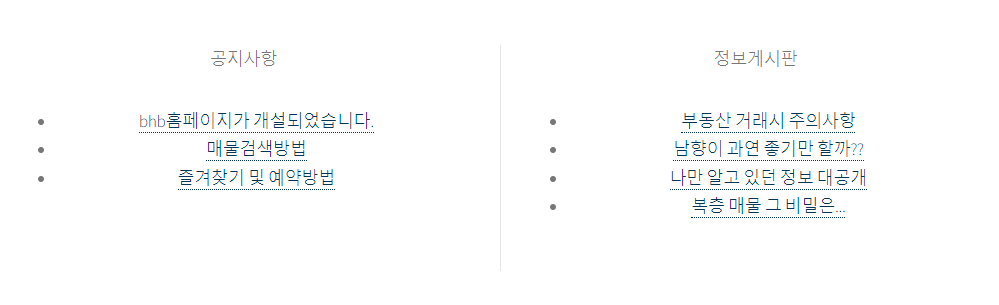 공지사항
bhb홈페이지가 개설되었습니다.
매물검색방법
즐겨찾기 및 예약방법
정보게시판
부동산 거래시 주의사항
남향이 과연 좋기만 할까??
나만 알고 있던 정보 대공개
복층 매물 그 비밀은...